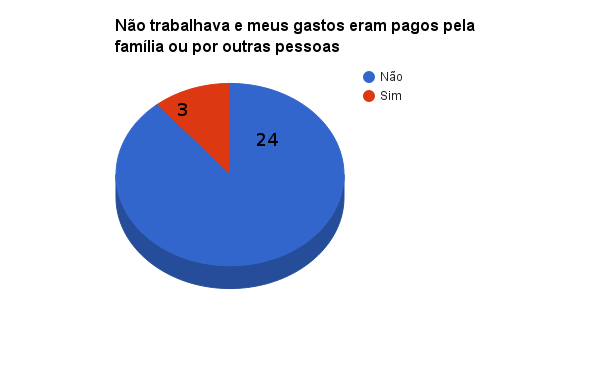 Não trabalhava e meus gastos eram pagos pela
família ou por outras pessoas
Não
Sim
3
24